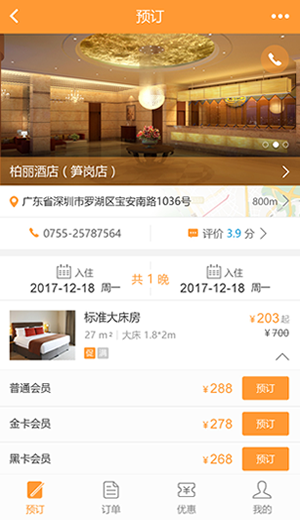 预订
柏丽酒店（笋岗店）
广东省深圳市罗湖区宝安南路1036号
800m
0755-25787564
评价 3.9 分
入住
2017-12-18 周一
共 1 晚
入住
2017-12-18 周一
标准大床房
¥203起
27 m² 大床 1.8*2m
¥700
促 满
普通会员 ¥288 预订
金卡会员 ¥278 预订
黑卡会员 ¥268 预订
预订 订单 优惠 我的